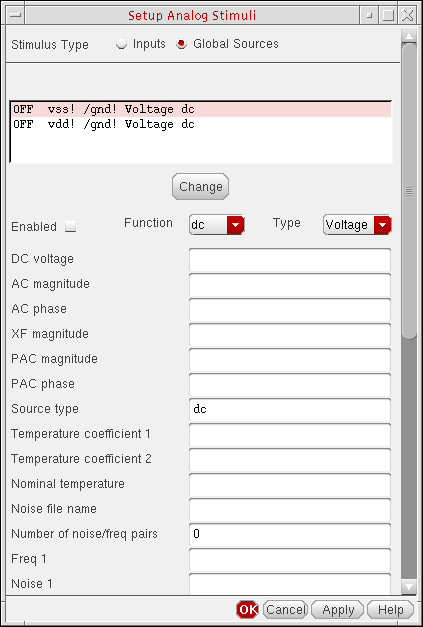 Setup Analog Stimuli
Stimulus Type Inputs Global Sources
OFF vss! /gnd! Voltage dc
OFF vdd! /gnd! Voltage dc
Change
Enabled Function dc Type Voltage
DC voltage
AC magnitude
AC phase
XF magnitude
PAC magnitude
PAC phase
Source type dc
Temperature coefficient 1
Temperature coefficient 2
Nominal temperature
Noise file name
Number of noise/freq pairs 0
Freq 1
Noise 1
OK Cancel Apply Help